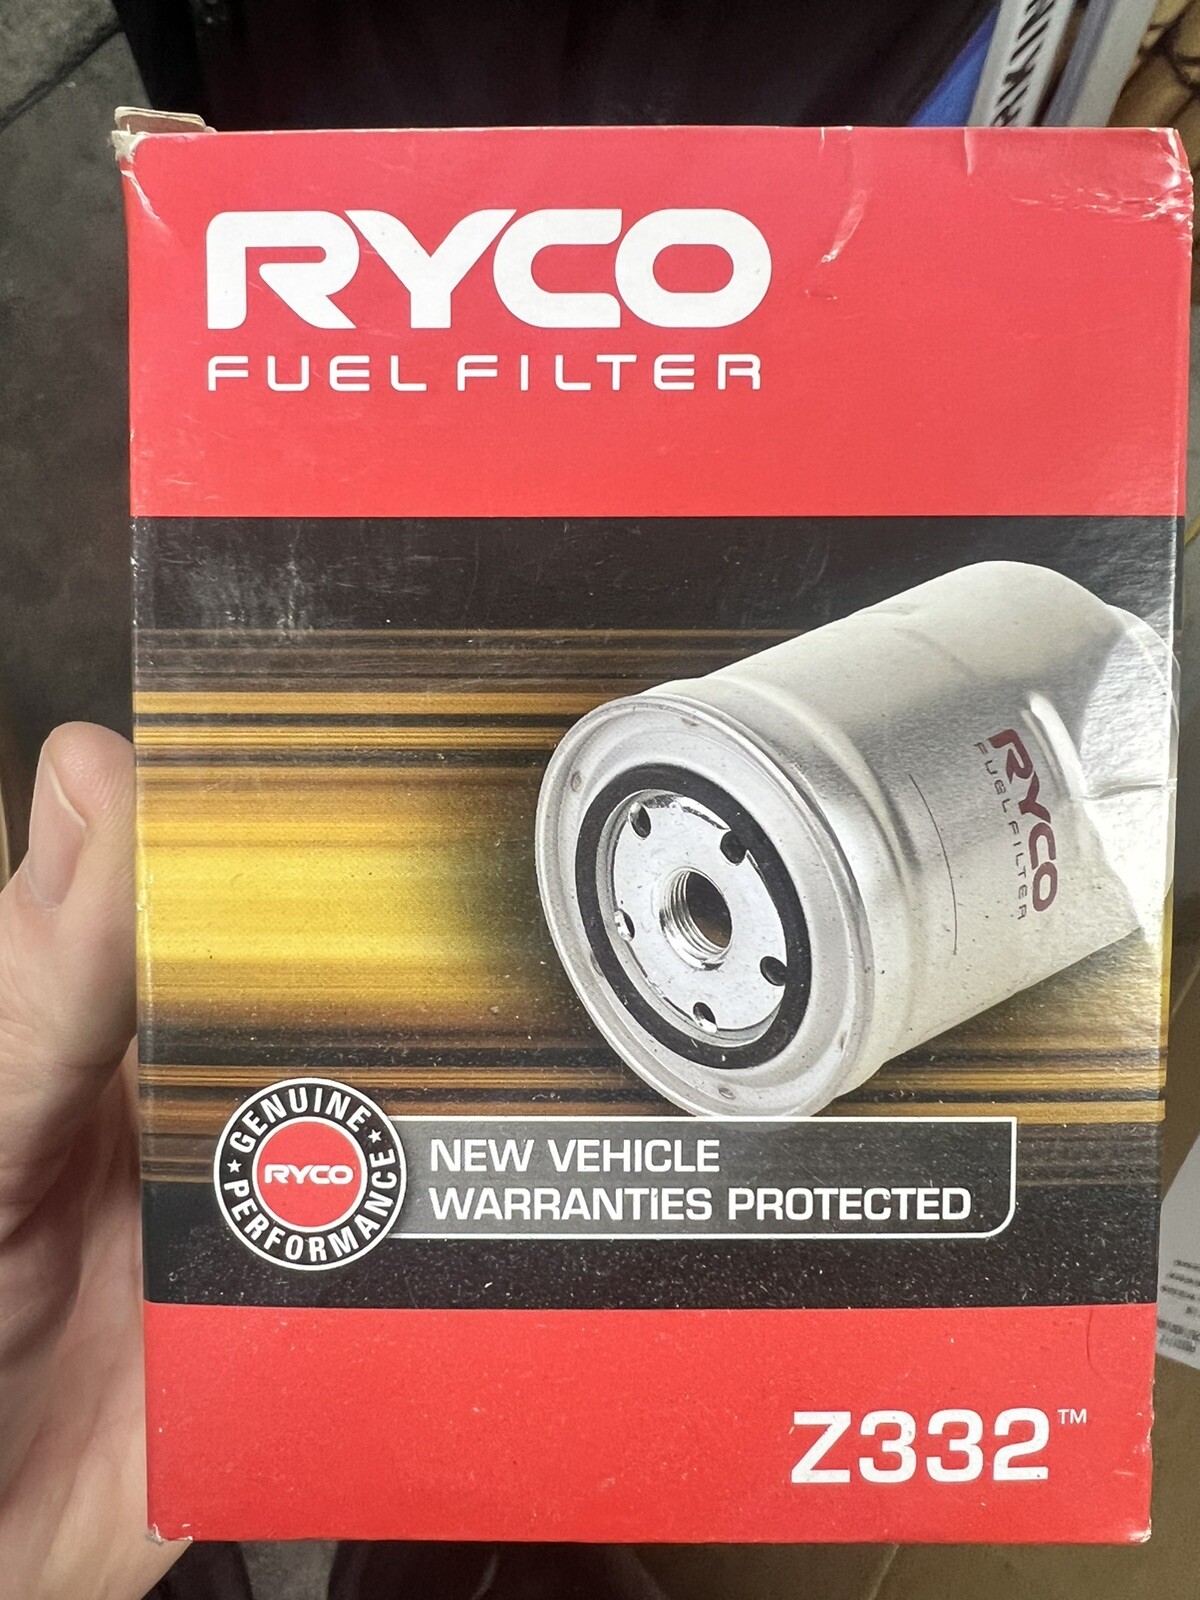 RYCO
FUEL FILTER
RYCO
FUEL FILTER
GENUINE
RYCO
PERFORMANCE
NEW VEHICLE
WARRANTIES PROTECTED
Z332™